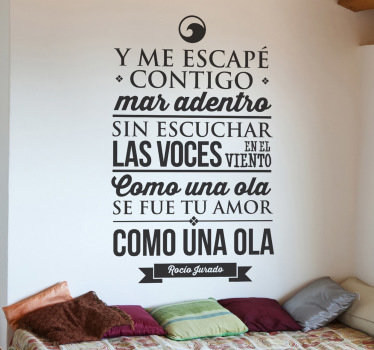 Y ME ESCAPÉ
CONTIGO
mar adentro
SIN ESCUCHAR
LAS VOCES EN EL VIENTO
Como una ola
SE FUE TU AMOR
COMO UNA OLA
Rocío Jurado